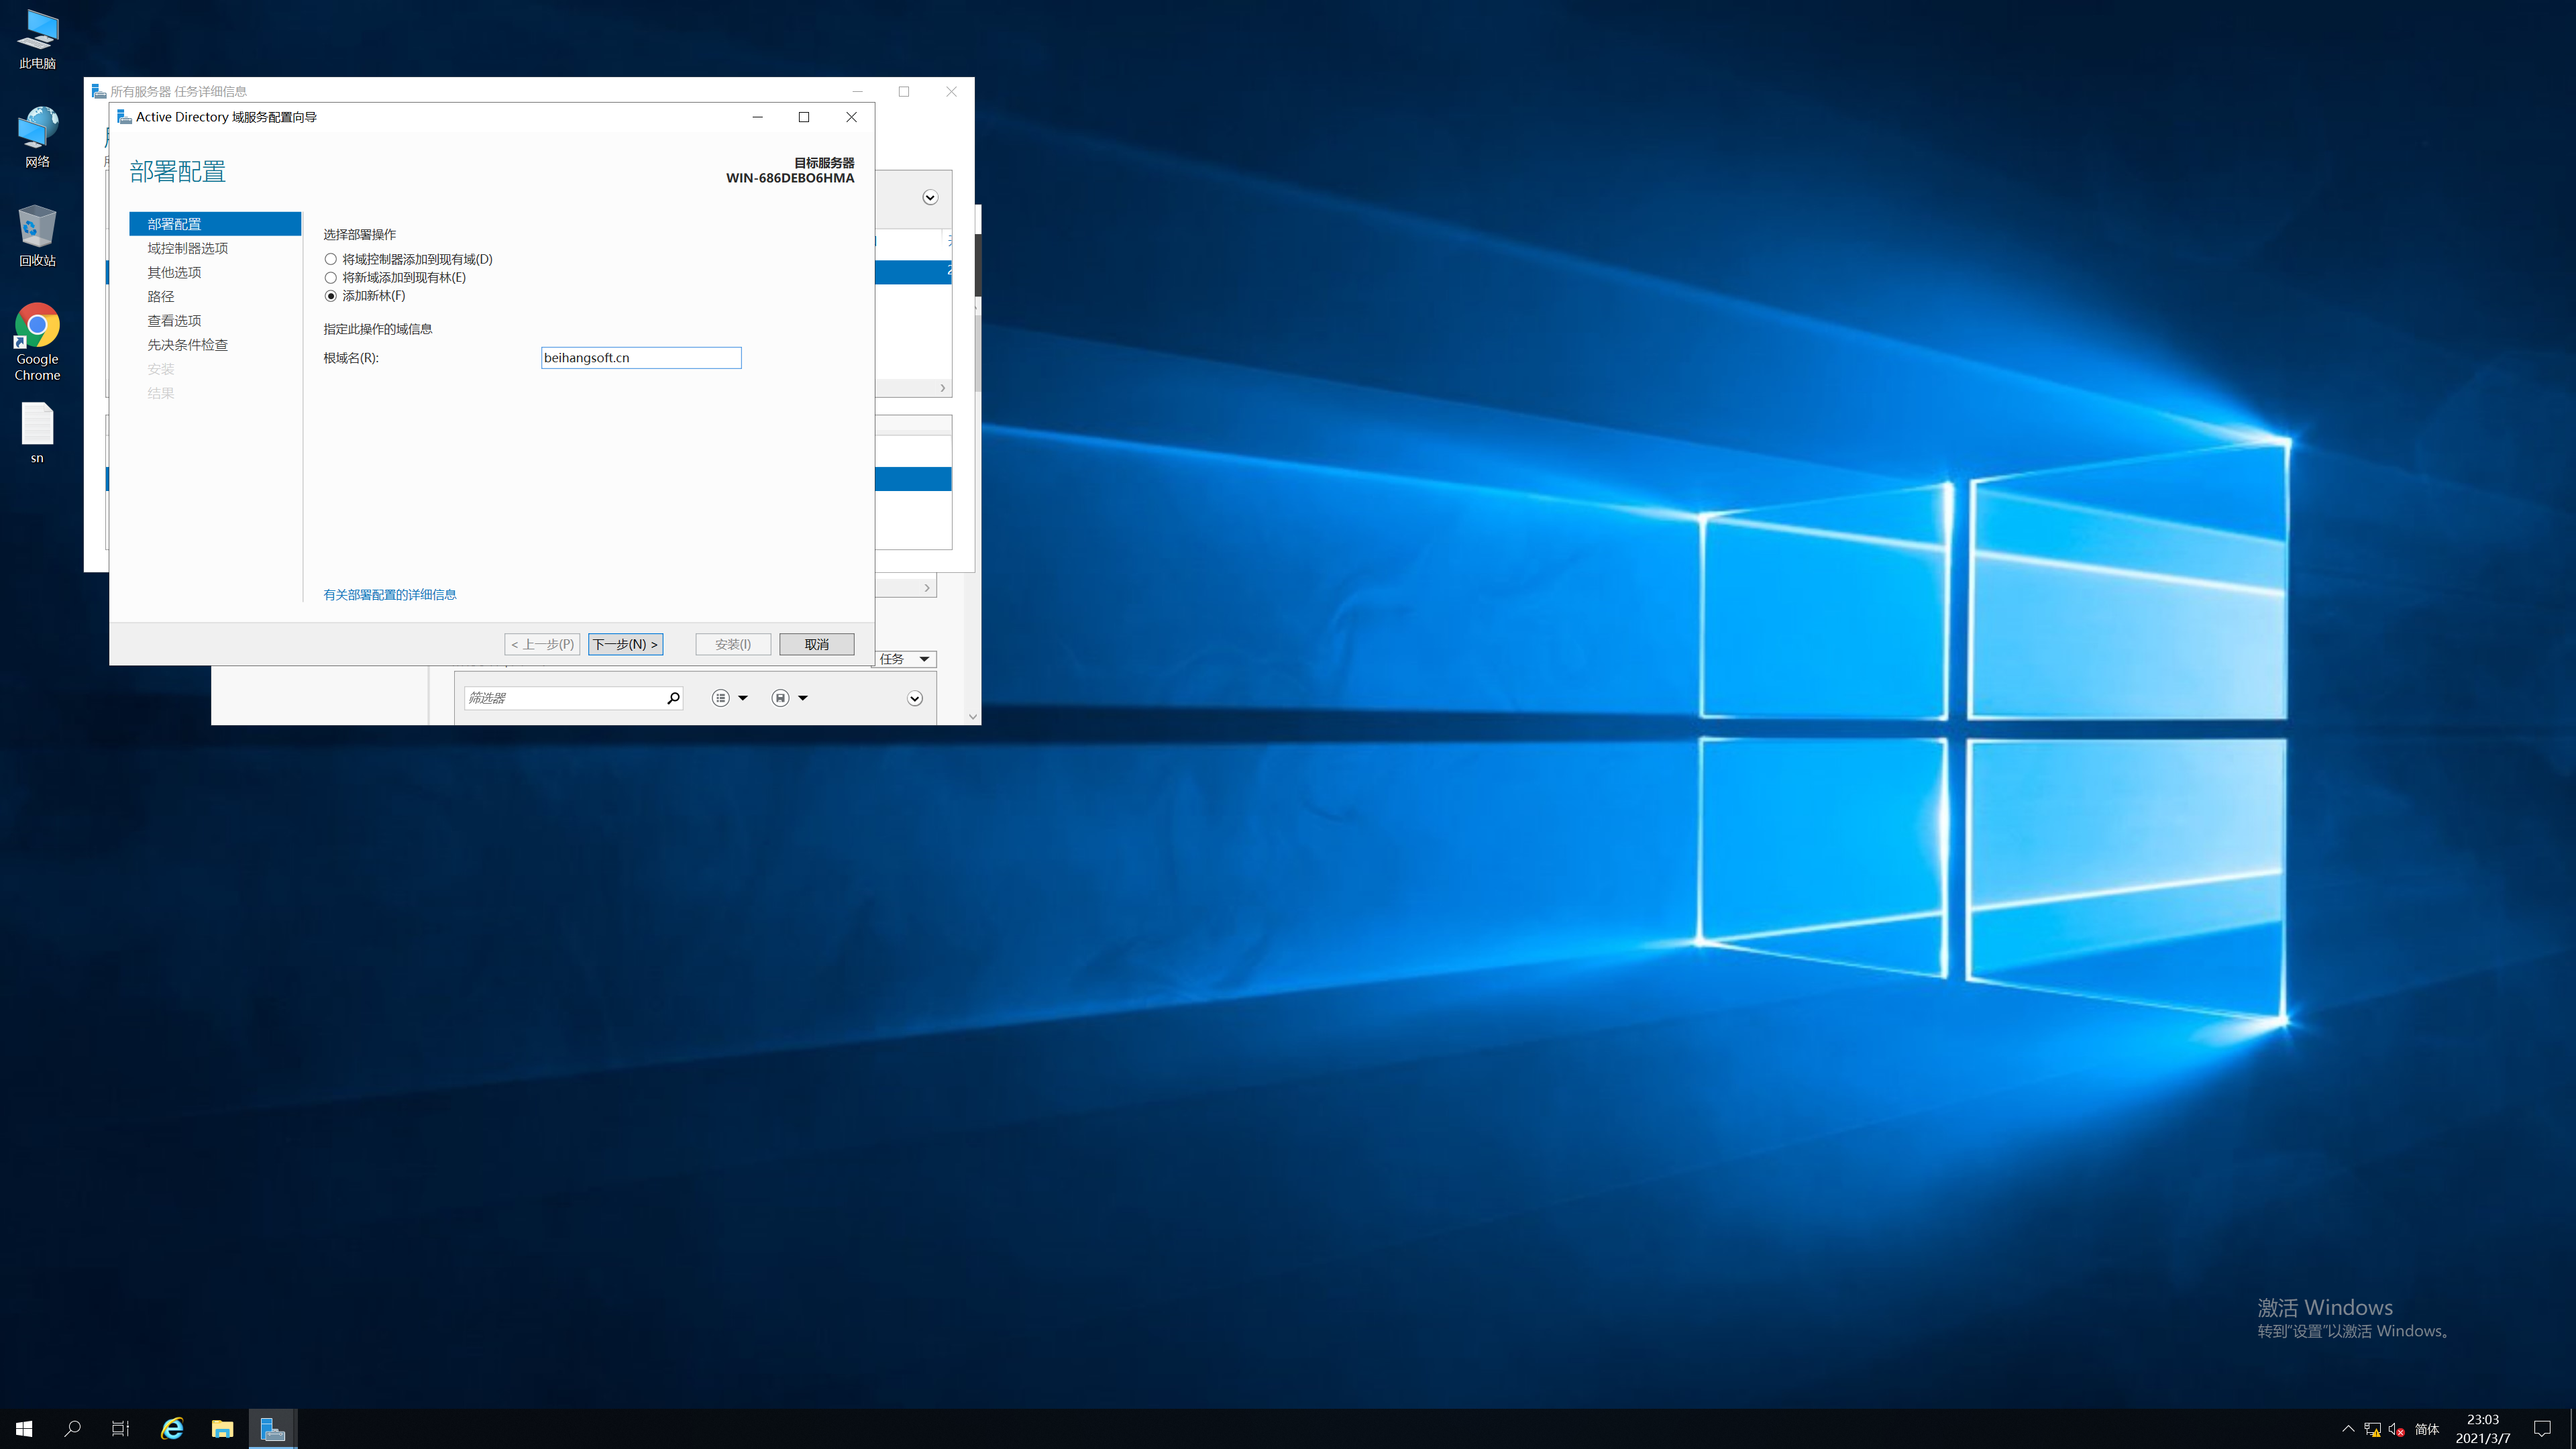 此电脑
网络
回收站
Google
Chrome
sn
所有服务器 任务详细信息
Active Directory 域服务配置向导
部署配置
目标服务器
WIN-686DEBO6HMA
部署配置
域控制器选项
其他选项
路径
查看选项
先决条件检查
安装
结果
选择部署操作
将域控制器添加到现有域(D)
将新域添加到现有林(E)
添加新林(F)
指定此操作的域信息
根域名(R):
beihangsoft.cn
有关部署配置的详细信息
< 上一步(P)
下一步(N) >
安装(I)
取消
任务
筛选器
激活 Windows
转到"设置"以激活 Windows。
简体
23:03
2021/3/7